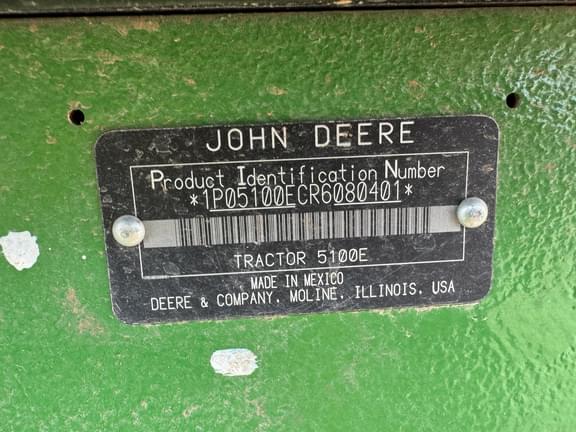 JOHN DEERE
Product Identification Number
*1P05100ECR6080401*
TRACTOR 5100E
MADE IN MEXICO
DEERE & COMPANY, MOLINE, ILLINOIS, USA